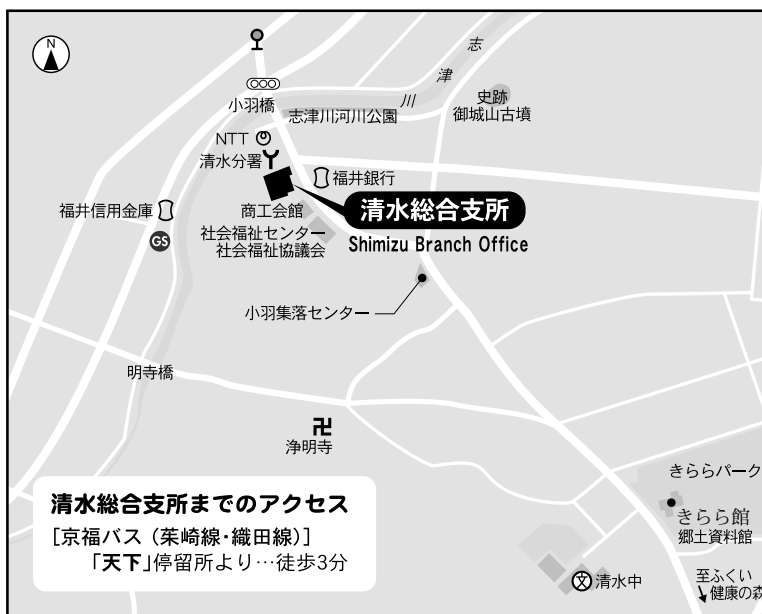 N
志
津
川
小羽橋
志津川河川公園
史跡
御城山古墳
NTT
清水分署
福井銀行
福井信用金庫
商工会館
清水総合支所
Shimizu Branch Office
社会福祉センター
社会福祉協議会
GS
小羽集落センター
明寺橋
卍
浄明寺
きららパーク
きらら館
郷土資料館
清水総合支所までのアクセス
[京福バス(茱崎線・織田線)]
「天下」停留所より…徒歩3分
文
清水中
至ふくい
健康の森